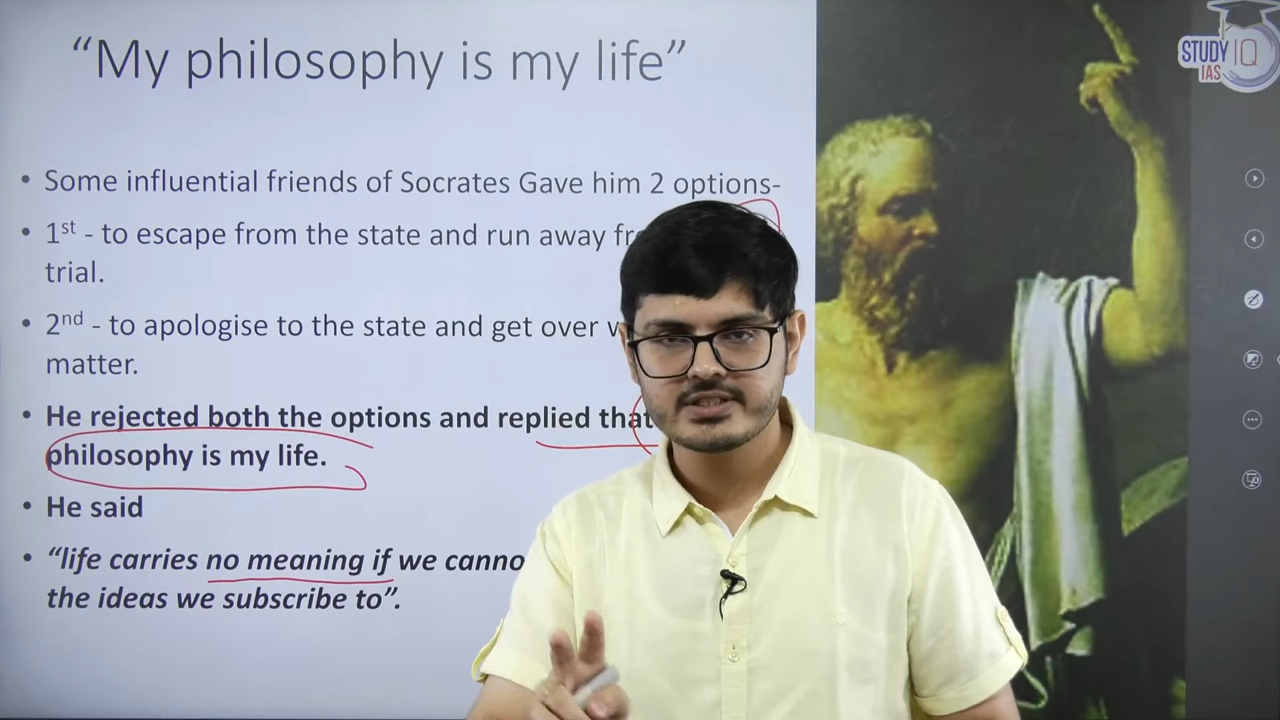 “My philosophy is my life”
STUDY IQ
IAS
• Some influential friends of Socrates Gave him 2 options-
• 1st - to escape from the state and run away
trial.
• 2nd - to apologise to the state and get over
matter.
• He rejected both the options and replied that
philosophy is my life.
• He said
• “life carries no meaning if we
the ideas we subscribe to”.